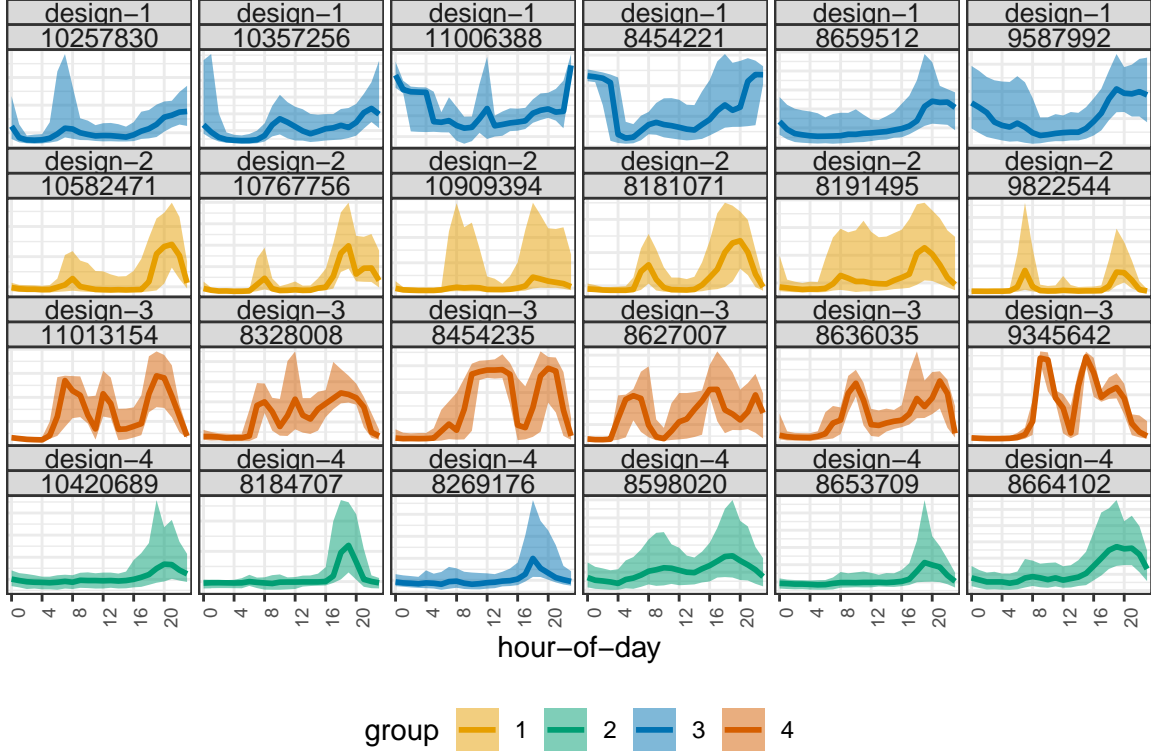 design−1 design−1 design−1 design−1 design−1 design−1
10257830 10357256 11006388 8454221 8659512 9587992
design−2 design−2 design−2 design−2 design−2 design−2
10582471 10767756 10909394 8181071 8191495 9822544
design−3 design−3 design−3 design−3 design−3 design−3
11013154 8328008 8454235 8627007 8636035 9345642
design−4 design−4 design−4 design−4 design−4 design−4
10420689 8184707 8269176 8598020 8653709 8664102
0 4 8 12 16 20 0 4 8 12 16 20 0 4 8 12 16 20 0 4 8 12 16 20 0 4 8 12 16 20 0 4 8 12 16 20
hour−of−day
group 1 2 3 4